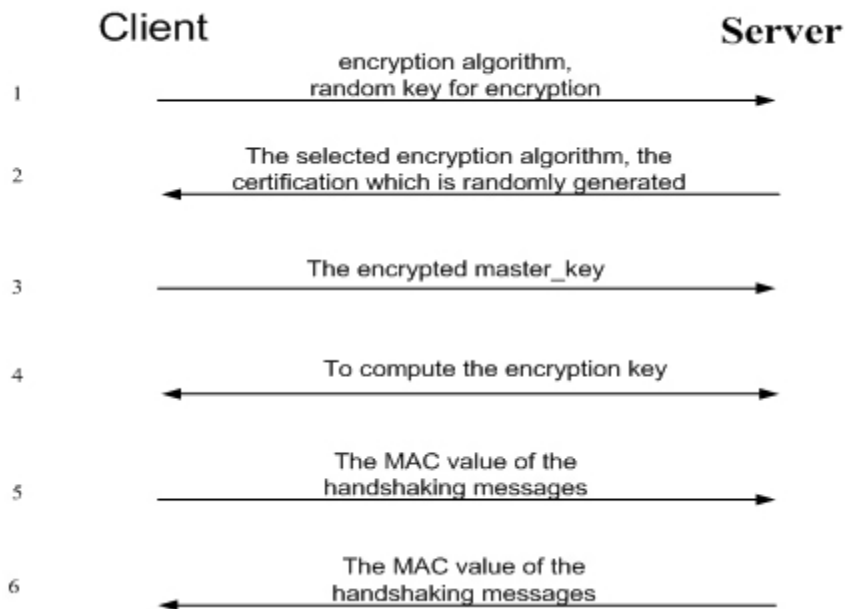 Client
Server
encryption algorithm,
1
random key for encryption
The selected encryption algorithm, the
2
certification which is randomly generated
The encrypted master_key
3
To compute the encryption key
4
The MAC value of the
5
handshaking messages
The MAC value of the
6
handshaking messages